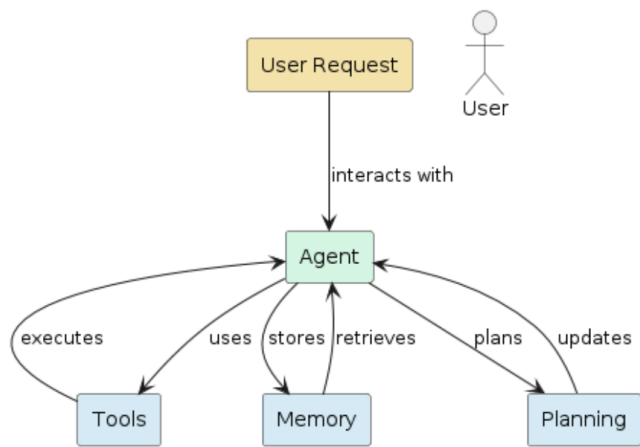 User Request
User
interacts with
Agent
executes
uses
stores
retrieves
plans
updates
Tools
Memory
Planning